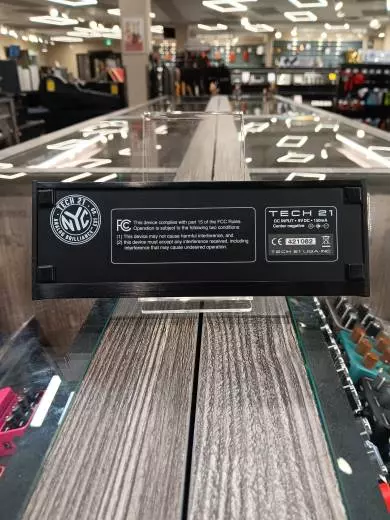 TECH 21
NYC
ANALOG BRILLIANCE
FC This device complies with part 15 of the FCC Rules.
Operation is subject to the following two conditions:
(1) This device may not cause harmful interference, and
(2) this device must accept any interference received, including
interference that may cause undesired operation.
TECH 21
DC INPUT • 9V DC • 150mA
Center negative
CE 421082
TECH 21 USA, INC